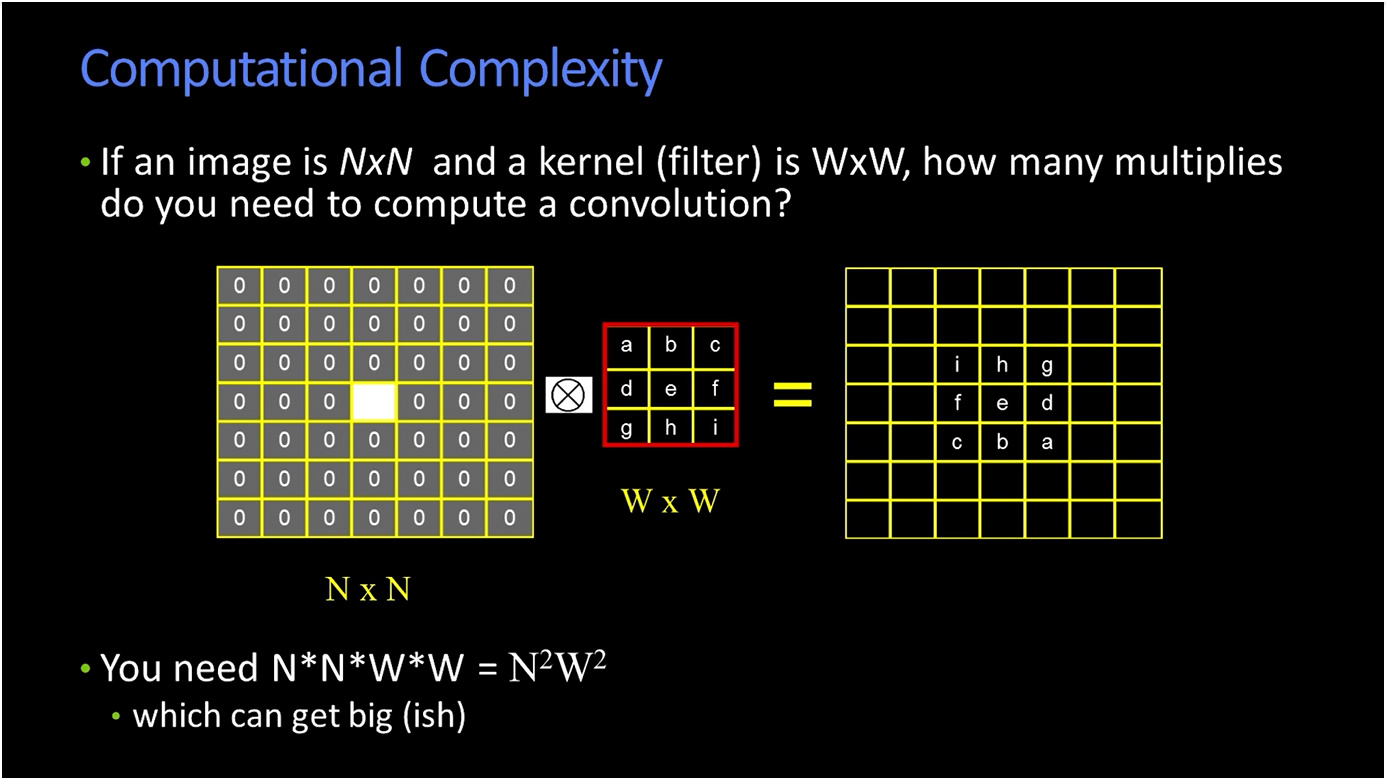 Computational Complexity
• If an image is NxN and a kernel (filter) is WxW, how many multiplies
do you need to compute a convolution?
0 0 0 0 0 0 0
0 0 0 0 0 0 0
0 0 0 0 0 0 0
0 0 0 0 0 0
0 0 0 0 0 0 0
0 0 0 0 0 0 0
0 0 0 0 0 0 0
N x N
⊗
a b c
d e f
g h i
W x W
=
i h g
f e d
c b a
• You need N*N*W*W = N²W²
• which can get big (ish)